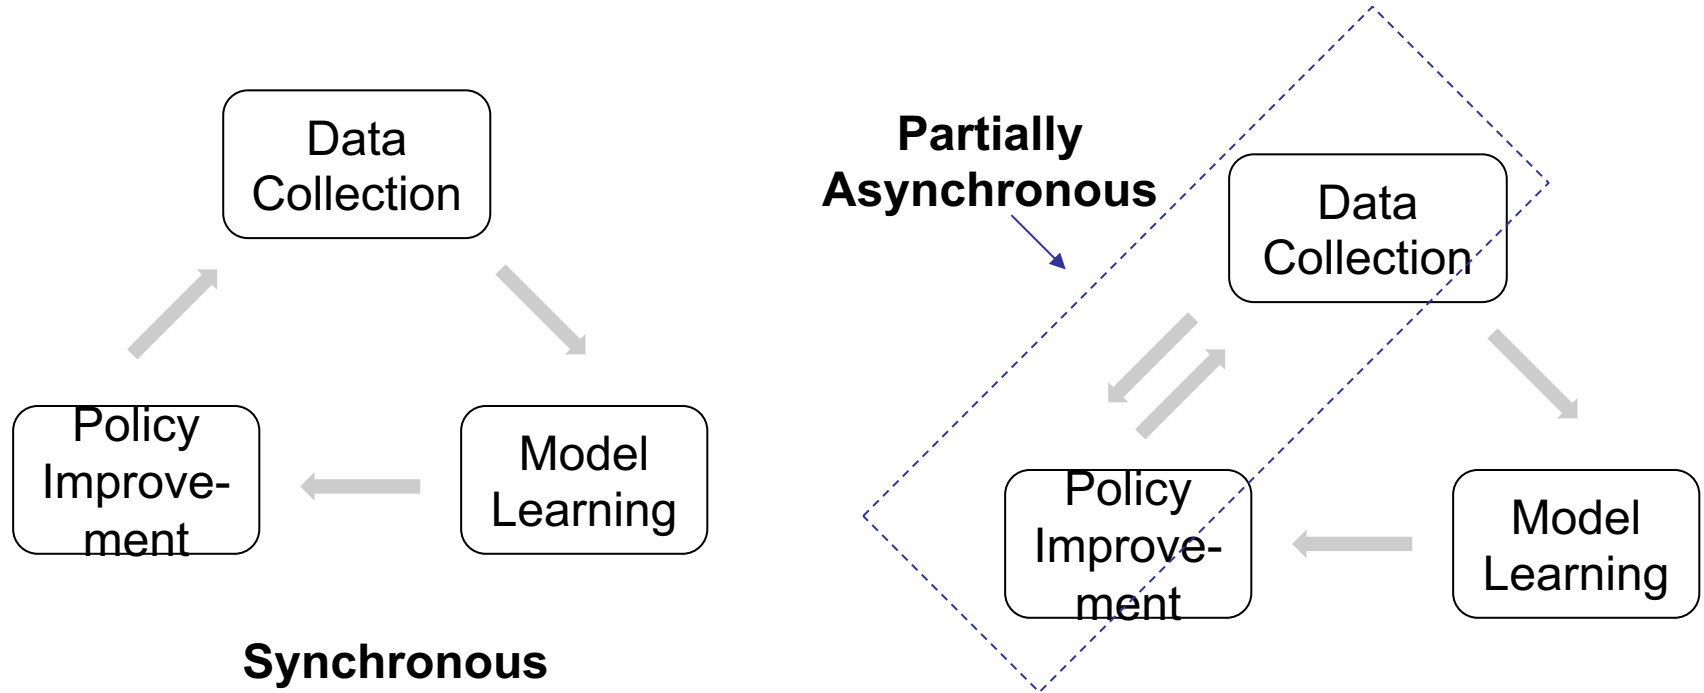 Data
Collection
Policy
Improve-
ment
Model
Learning
Synchronous
Partially
Asynchronous
Data
Collection
Policy
Improve-
ment
Model
Learning